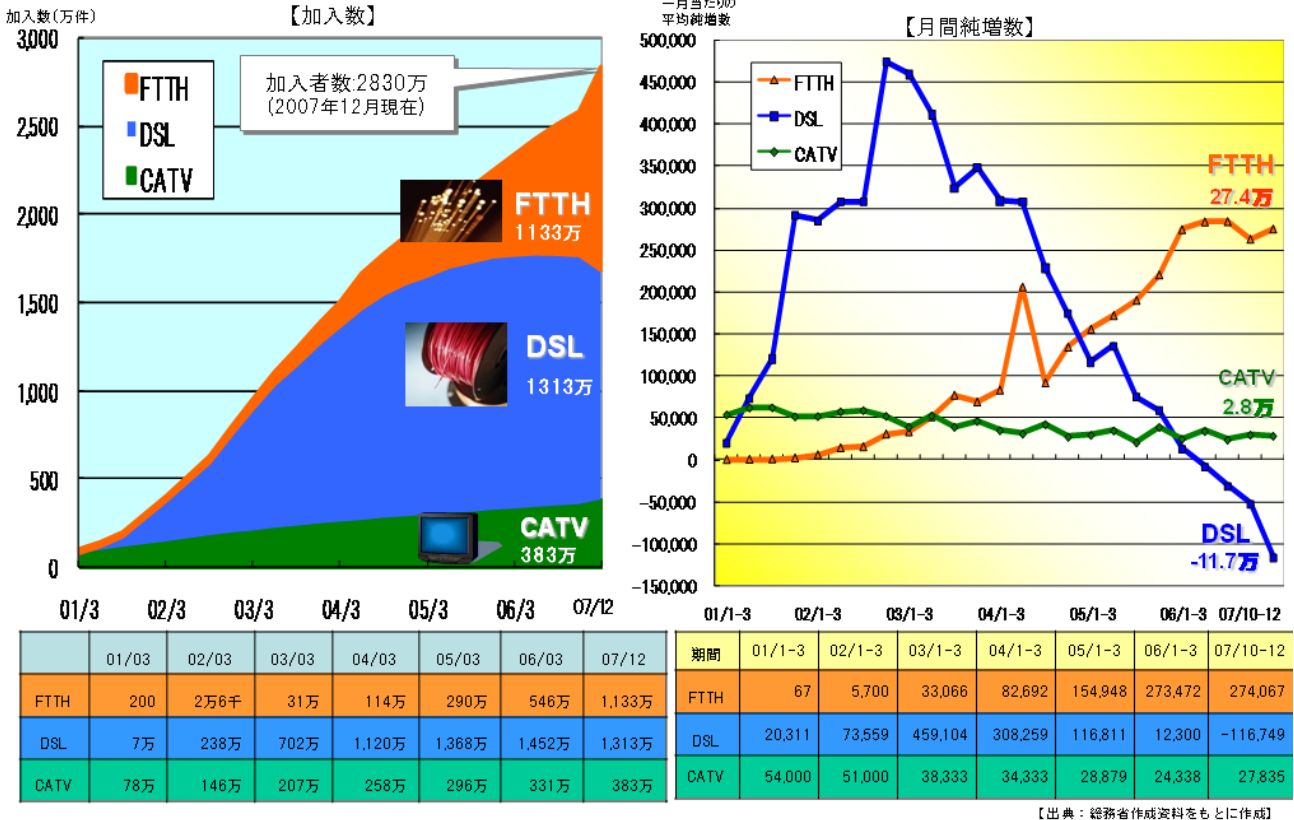 加入数(万件)
【加入数】
3,000
2,500
2,000
1,500
1,000
500
0
FTTH
DSL
CATV
加入者数:2830万
(2007年12月現在)
FTTH
1133万
DSL
1313万
CATV
383万
01/3 02/3 03/3 04/3 05/3 06/3 07/12
01/03 02/03 03/03 04/03 05/03 06/03 07/12
FTTH 200 2万6千 31万 114万 290万 546万 1,133万
DSL 7万 238万 702万 1,120万 1,368万 1,452万 1,313万
CATV 78万 146万 207万 258万 296万 331万 383万
一月当たりの
平均純増数
【月間純増数】
500,000
450,000
400,000
350,000
300,000
250,000
200,000
150,000
100,000
50,000
0
-50,000
-100,000
-150,000
FTTH
DSL
CATV
FTTH
27.4万
CATV
2.8万
DSL
-11.7万
01/1-3 02/1-3 03/1-3 04/1-3 05/1-3 06/1-3 07/10-12
期間 01/1-3 02/1-3 03/1-3 04/1-3 05/1-3 06/1-3 07/10-12
FTTH 67 5,700 33,066 82,692 154,948 273,472 274,067
DSL 20,311 73,559 459,104 308,259 116,811 12,300 -116,749
CATV 54,000 51,000 38,333 34,333 28,879 24,338 27,835
【出典：総務省作成資料をもとに作成】